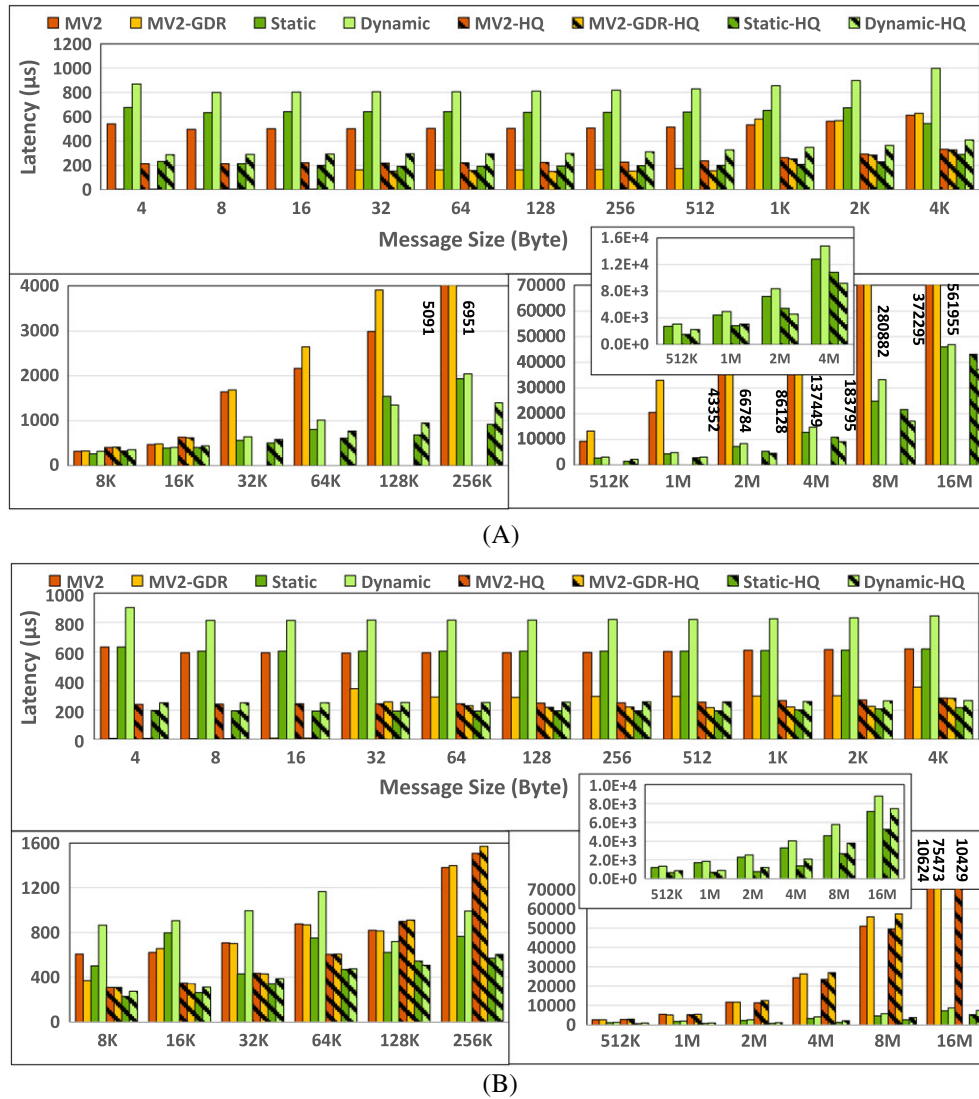 MV2 MV2-GDR Static Dynamic MV2-HQ MV2-GDR-HQ Static-HQ Dynamic-HQ
1200
1000
800
600
400
200
0
Latency (µs)
4 8 16 32 64 128 256 512 1K 2K 4K
Message Size (Byte)
4000
3000
2000
1000
0
5091
6951
8K 16K 32K 64K 128K 256K
1.6E+4
1.2E+4
8.0E+3
4.0E+3
0.0E+0
512K 1M 2M 4M
70000
60000
50000
40000
30000
20000
10000
0
43352
66784
86128
137449
183795
280882
372295
561955
512K 1M 2M 4M 8M 16M
(A)
MV2 MV2-GDR Static Dynamic MV2-HQ MV2-GDR-HQ Static-HQ Dynamic-HQ
1000
800
600
400
200
0
Latency (µs)
4 8 16 32 64 128 256 512 1K 2K 4K
Message Size (Byte)
1600
1200
800
400
0
8K 16K 32K 64K 128K 256K
1.0E+4
8.0E+3
6.0E+3
4.0E+3
2.0E+3
0.0E+0
512K 1M 2M 4M 8M 16M
70000
60000
50000
40000
30000
20000
10000
0
10624
75473
10429
512K 1M 2M 4M 8M 16M
(B)